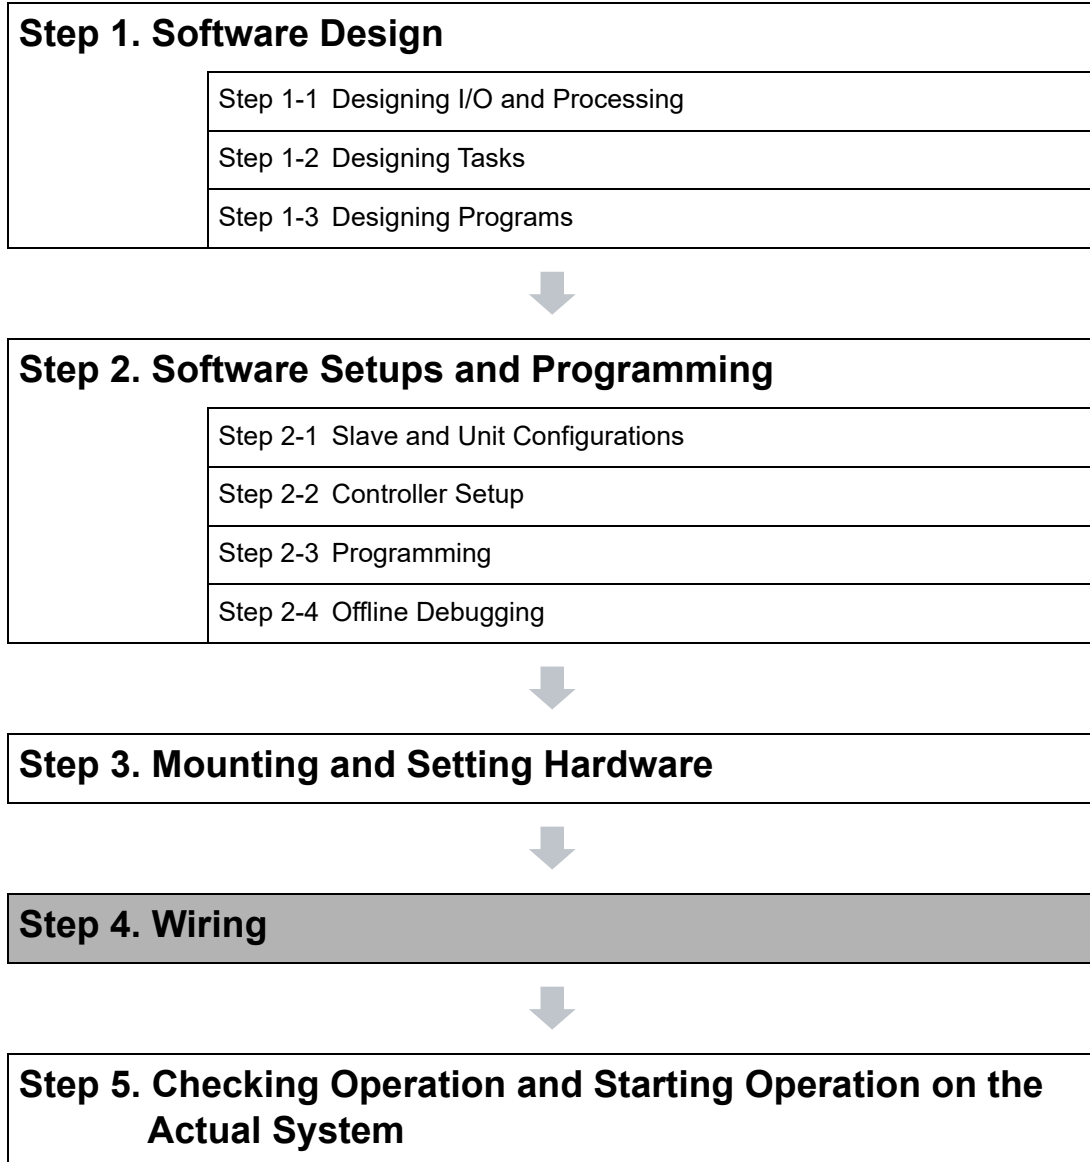 Step 1. Software Design
Step 1-1 Designing I/O and Processing
Step 1-2 Designing Tasks
Step 1-3 Designing Programs
Step 2. Software Setups and Programming
Step 2-1 Slave and Unit Configurations
Step 2-2 Controller Setup
Step 2-3 Programming
Step 2-4 Offline Debugging
Step 3. Mounting and Setting Hardware
Step 4. Wiring
Step 5. Checking Operation and Starting Operation on the
Actual System